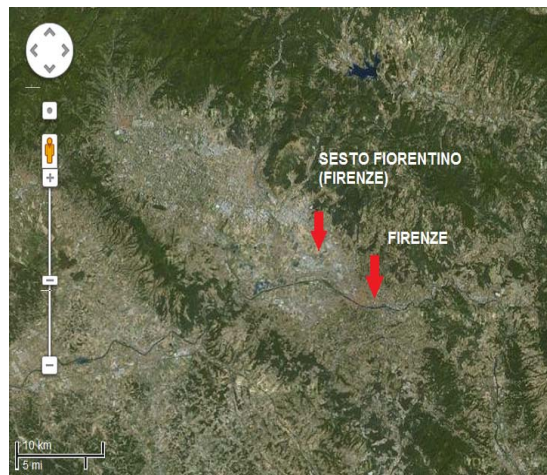 SESTO FIORENTINO
(FIRENZE)
FIRENZE
10 km
5 mi